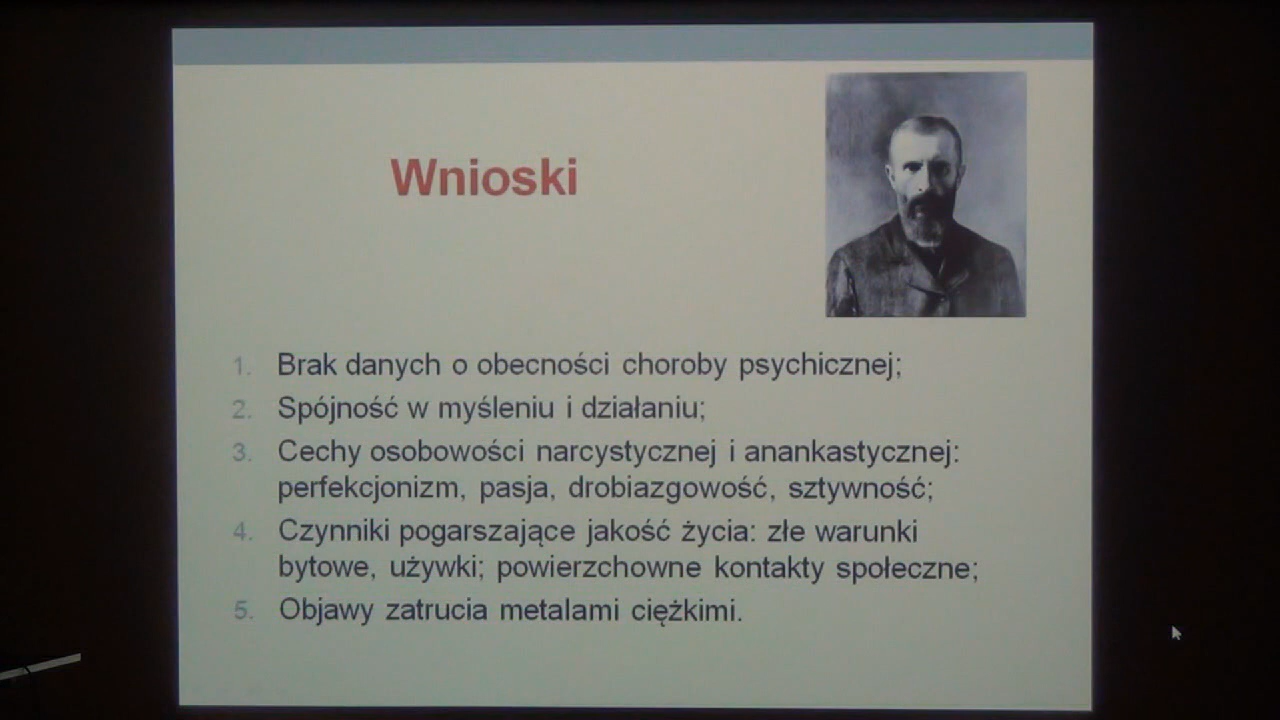 Wnioski
1. Brak danych o obecności choroby psychicznej;
2. Spójność w myśleniu i działaniu;
3. Cechy osobowości narcystycznej i anankastycznej:
perfekcjonizm, pasja, drobiazgowość, sztywność;
4. Czynniki pogarszające jakość życia: złe warunki
bytowe, używki; powierzchowne kontakty społeczne;
5. Objawy zatrucia metalami ciężkimi.